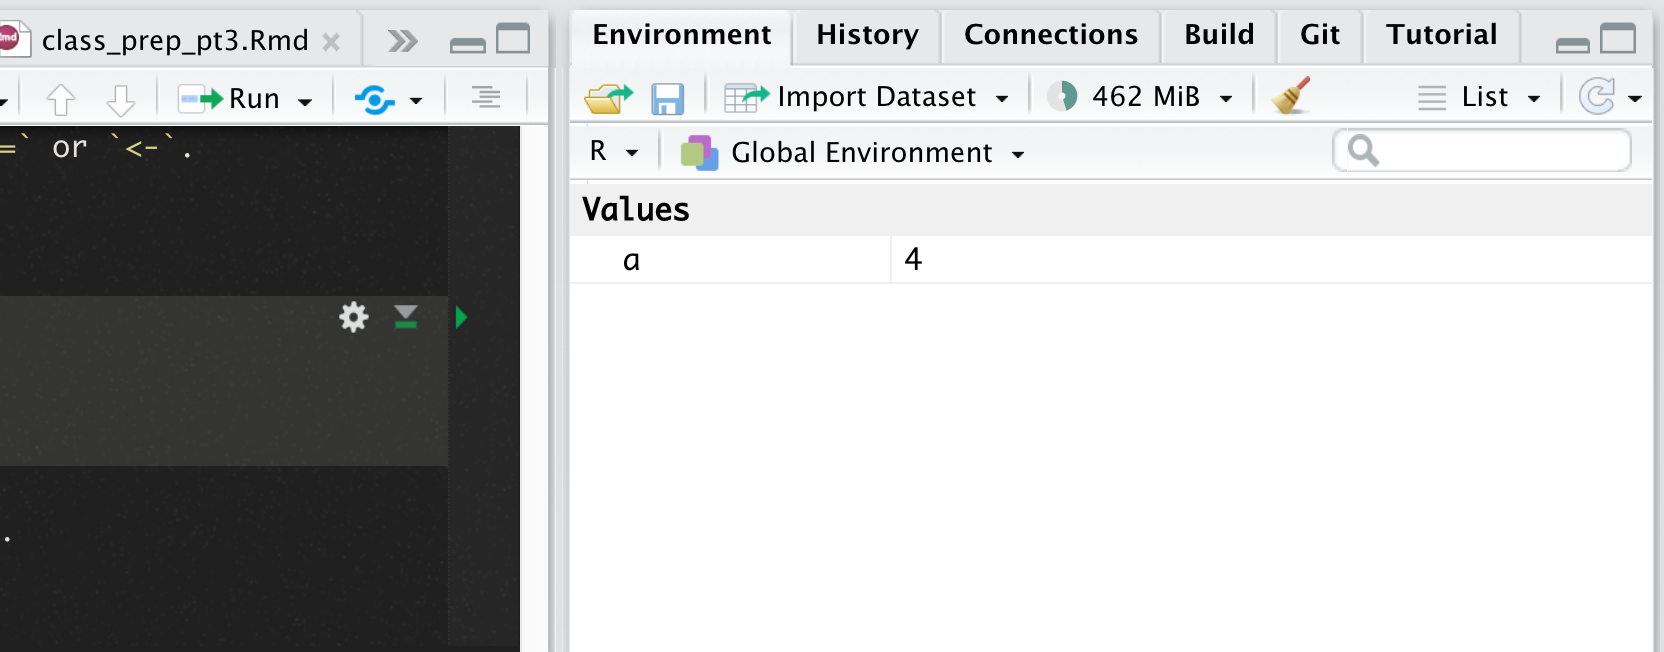 class_prep_pt3.Rmd
Run
=` or `<-`.
.
Environment History Connections Build Git Tutorial
Import Dataset 462 MiB List
R Global Environment
Values
a 4